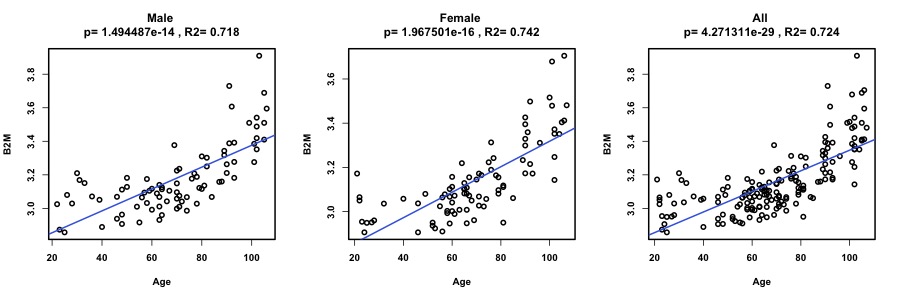 Male
p= 1.494487e-14 , R2= 0.718
B2M
3.8
3.6
3.4
3.2
3.0
20 40 60 80 100
Age
Female
p= 1.967501e-16 , R2= 0.742
B2M
3.6
3.4
3.2
3.0
20 40 60 80 100
Age
All
p= 4.271311e-29 , R2= 0.724
B2M
3.8
3.6
3.4
3.2
3.0
20 40 60 80 100
Age